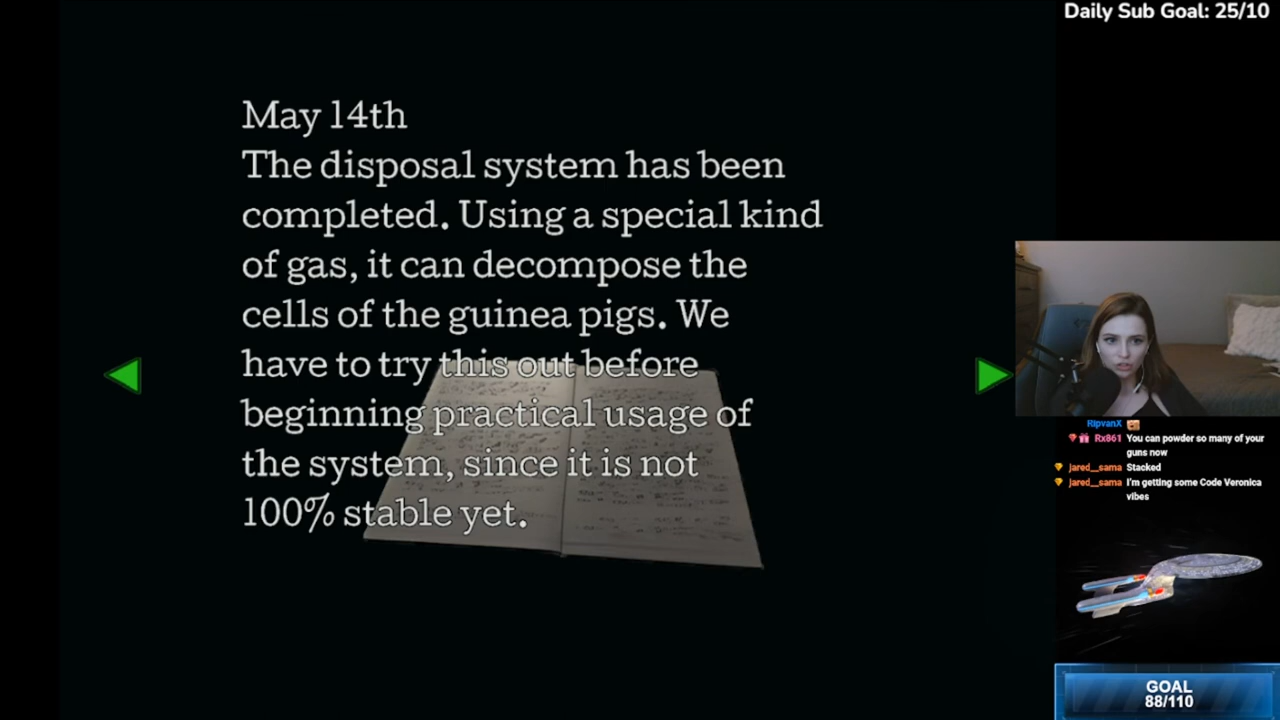 Daily Sub Goal: 25/10
May 14th
The disposal system has been
completed. Using a special kind
of gas, it can decompose the
cells of the guinea pigs. We
have to try this out before
beginning practical usage of
the system, since it is not
100% stable yet.
RipvanX
Rx861 You can powder so many of your
guns now
jared__sama Stacked
jared__sama I'm getting some Code Veronica
vibes
GOAL
88/110